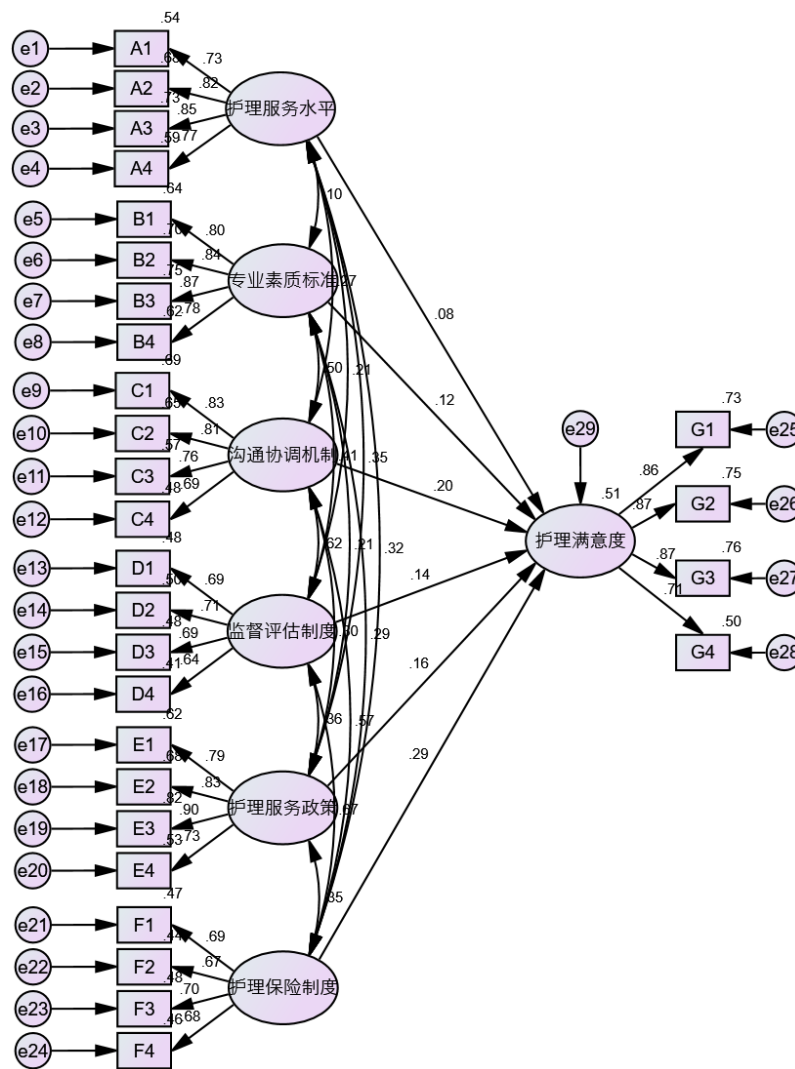 .54
e1 A1 .73
.68
e2 A2 .82
.73
e3 A3 .85
.59 .77
e4 A4
护理服务水平
.64
.10
e5 B1 .80
.70
e6 B2 .84
.75
e7 B3 .87
专业素质标准 .27
.62 .78
e8 B4
.08
.69
.50 .21
e9 C1 .83
.65
.12
e10 C2 .81
.57
e11 C3 .76
沟通协调机制 .41 .35
.48 .69
e12 C4
.20
e29
.73
G1 e25
.86
.75
.51 .87
G2 e26
护理满意度
.76
.87
G3 e27
.71
.50
G4 e28
.48
.62 .21 .32
e13 D1 .69
.50
.14
e14 D2 .71
.48
e15 D3 .69
监督评估制度 .29
.41 .64
e16 D4
.16
.62
.36 .57
e17 E1 .79
.68
.29
e18 E2 .83
.82
e19 E3 .90
护理服务政策 .67
.53 .73
e20 E4
.47
.35
e21 F1 .69
.44
e22 F2 .67
.48
e23 F3 .70
护理保险制度
.46 .68
e24 F4